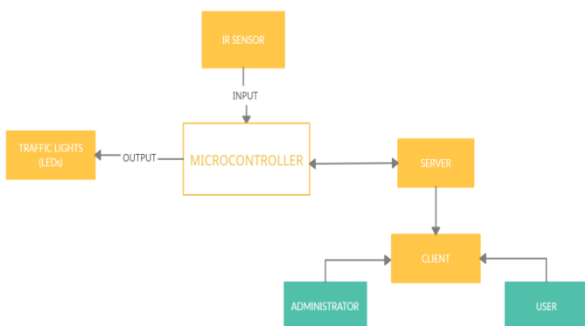 IR SENSOR
INPUT
TRAFFIC LIGHTS
(LEDs)
OUTPUT
MICROCONTROLLER
SERVER
CLIENT
ADMINISTRATOR
USER